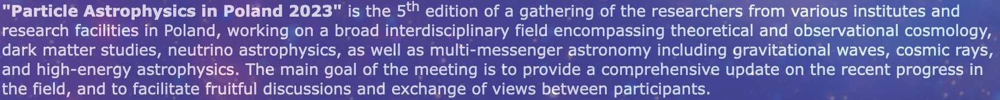 "Particle Astrophysics in Poland 2023" is the 5th edition of a gathering of the researchers from various institutes and
research facilities in Poland, working on a broad interdisciplinary field encompassing theoretical and observational cosmology,
dark matter studies, neutrino astrophysics, as well as multi-messenger astronomy including gravitational waves, cosmic rays,
and high-energy astrophysics. The main goal of the meeting is to provide a comprehensive update on the recent progress in
the field, and to facilitate fruitful discussions and exchange of views between participants.